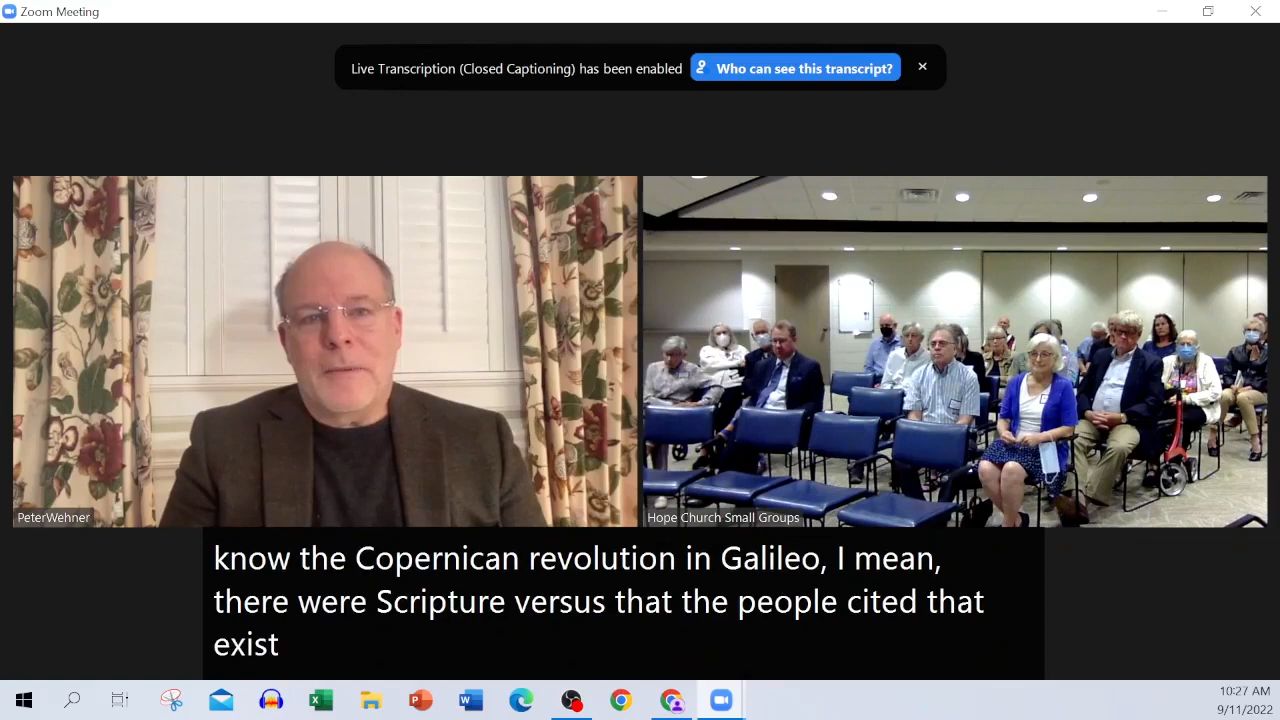 Zoom Meeting
Live Transcription (Closed Captioning) has been enabled
Who can see this transcript?
PeterWehner
Hope Church Small Groups
know the Copernican revolution in Galileo, I mean,
there were Scripture versus that the people cited that
exist
10:27 AM
9/11/2022